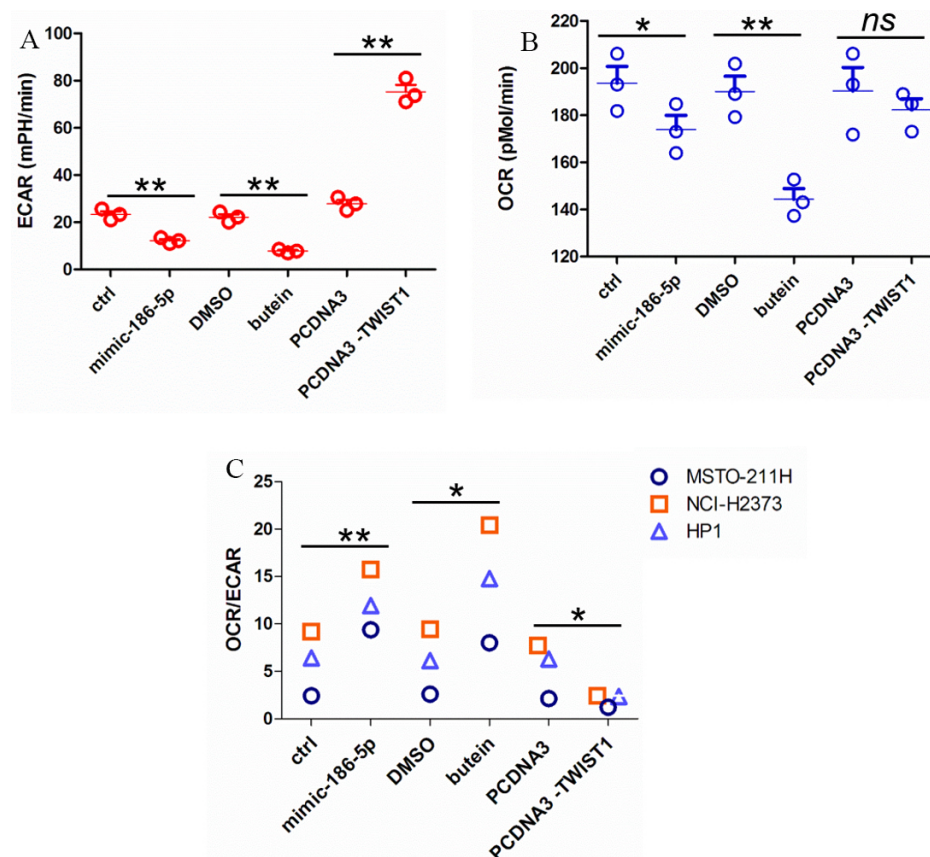 A
ECAR (mPH/min)
100
80
60
40
20
0
**
**
**
ctrl
mimic-186-5p
DMSO
butein
PCDNA3
PCDNA3 -TWIST1
B
OCR (pMol/min)
220
200
180
160
140
120
*
**
ns
ctrl
mimic-186-5p
DMSO
butein
PCDNA3
PCDNA3 -TWIST1
C
OCR/ECAR
25
20
15
10
5
0
**
*
*
ctrl
mimic-186-5p
DMSO
butein
PCDNA3
PCDNA3 -TWIST1
MSTO-211H
NCI-H2373
HP1